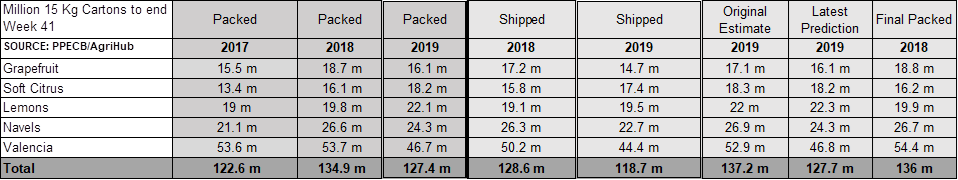 Million 15 Kg Cartons to end Week 41 Packed Packed Packed Shipped Shipped Original Estimate Latest Prediction Final Packed
SOURCE: PPECB/AgriHub 2017 2018 2019 2018 2019 2019 2019 2018
Grapefruit 15.5 m 18.7 m 16.1 m 17.2 m 14.7 m 17.1 m 16.1 m 18.8 m
Soft Citrus 13.4 m 16.1 m 18.2 m 15.8 m 17.4 m 18.3 m 18.2 m 16.2 m
Lemons 19 m 19.8 m 22.1 m 19.1 m 19.5 m 22 m 22.3 m 19.9 m
Navels 21.1 m 26.6 m 24.3 m 26.3 m 22.7 m 26.9 m 24.3 m 26.7 m
Valencia 53.6 m 53.7 m 46.7 m 50.2 m 44.4 m 52.9 m 46.8 m 54.4 m
Total 122.6 m 134.9 m 127.4 m 128.6 m 118.7 m 137.2 m 127.7 m 136 m